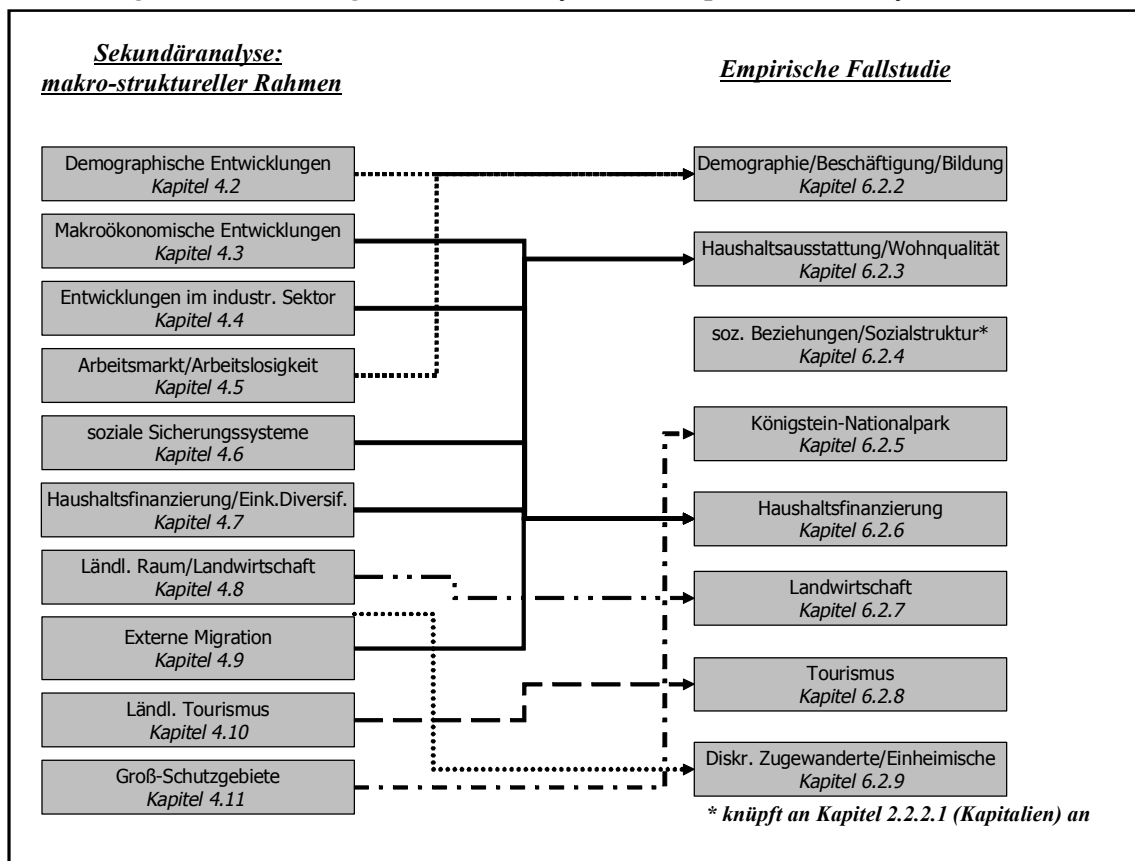 Sekundäranalyse:
makro-struktureller Rahmen
Demographische Entwicklungen
Kapitel 4.2
Makroökonomische Entwicklungen
Kapitel 4.3
Entwicklungen im industr. Sektor
Kapitel 4.4
Arbeitsmarkt/Arbeitslosigkeit
Kapitel 4.5
soziale Sicherungssysteme
Kapitel 4.6
Haushaltsfinanzierung/Eink.Diversif.
Kapitel 4.7
Ländl. Raum/Landwirtschaft
Kapitel 4.8
Externe Migration
Kapitel 4.9
Ländl. Tourismus
Kapitel 4.10
Groß-Schutzgebiete
Kapitel 4.11
Empirische Fallstudie
Demographie/Beschäftigung/Bildung
Kapitel 6.2.2
Haushaltsausstattung/Wohnqualität
Kapitel 6.2.3
soz. Beziehungen/Sozialstruktur*
Kapitel 6.2.4
Königstein-Nationalpark
Kapitel 6.2.5
Haushaltsfinanzierung
Kapitel 6.2.6
Landwirtschaft
Kapitel 6.2.7
Tourismus
Kapitel 6.2.8
Diskr. Zugewanderte/Einheimische
Kapitel 6.2.9
* knüpft an Kapitel 2.2.2.1 (Kapitalien) an